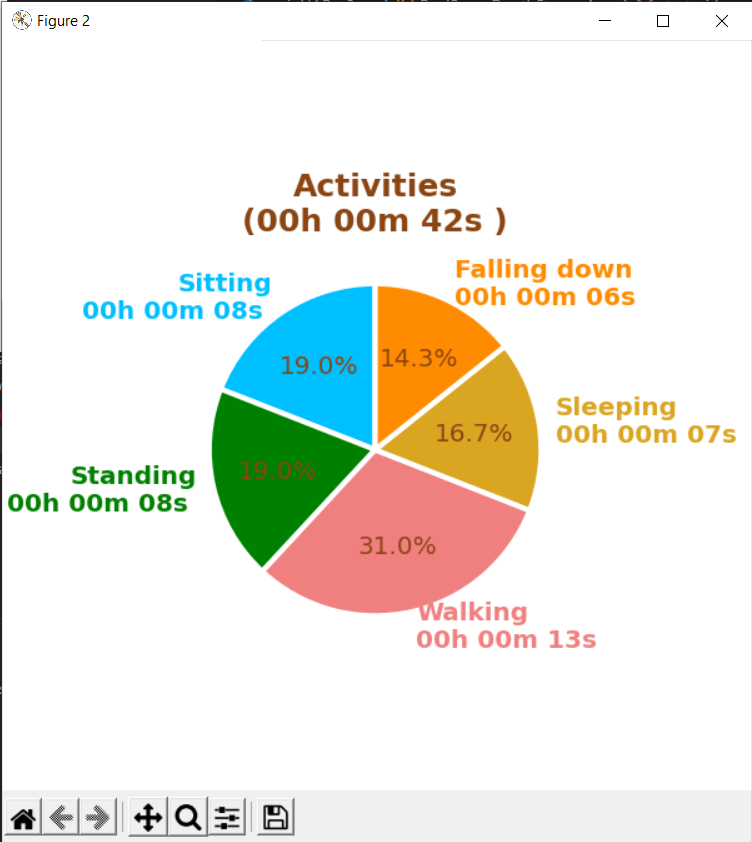 Figure 2
Activities
(00h 00m 42s )
Falling down
00h 00m 06s
Sitting
00h 00m 08s
19.0%
14.3%
Sleeping
00h 00m 07s
16.7%
Standing
00h 00m 08s
19.0%
31.0%
Walking
00h 00m 13s